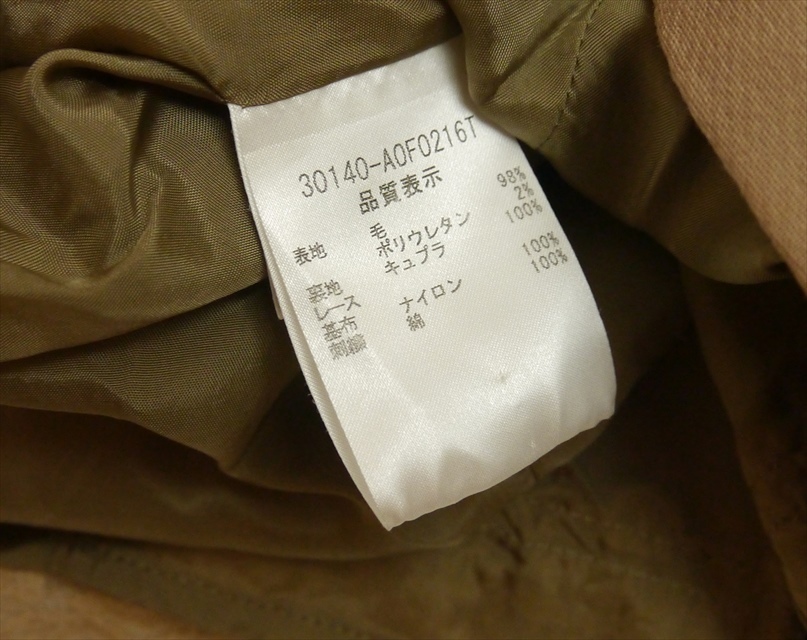 30140-A0F0216T
品質表示
表地 毛 98%
ポリウレタン 2%
裏地 キュプラ 100%
レース
基布 ナイロン 100%
刺繍 綿 100%